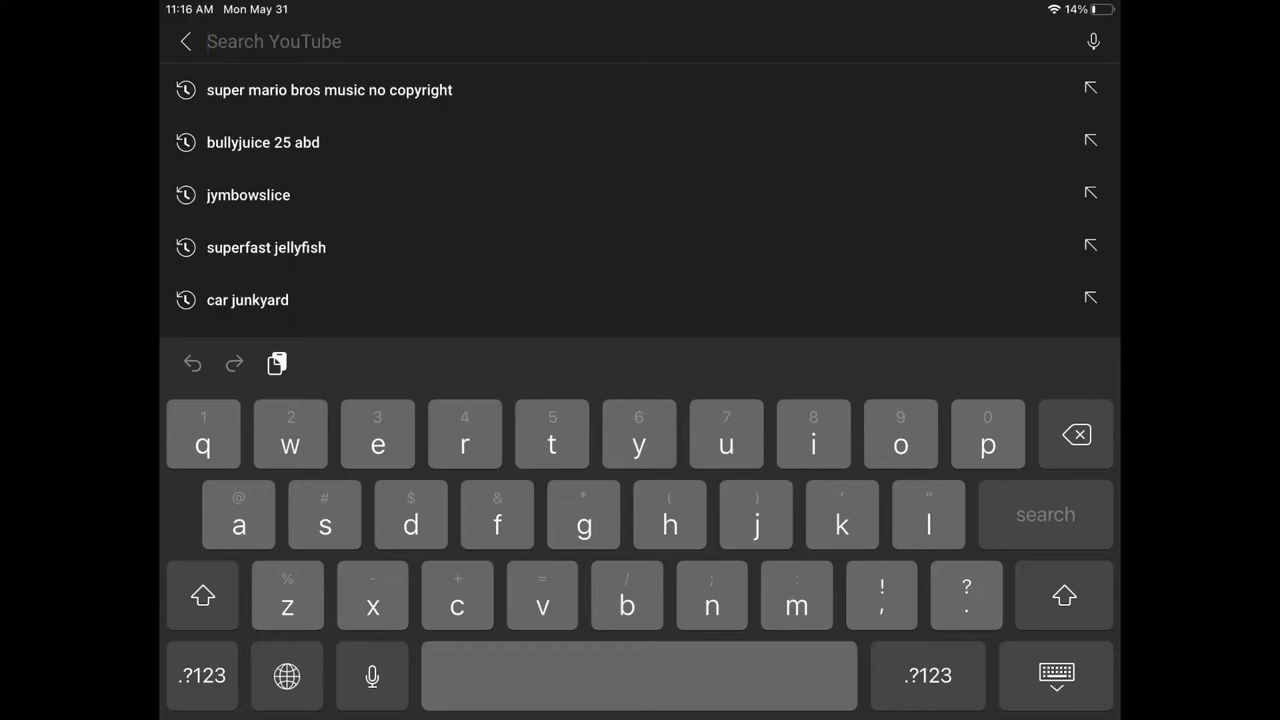 11:16 AM Mon May 31 14%
Search YouTube
super mario bros music no copyright
bullyjuice 25 abd
jymbowslice
superfast jellyfish
car junkyard
1 2 3 4 5 6 7 8 9 0
q w e r t y u i o p
@ # $ & * ( ) ' "
a s d f g h j k l search
% - + = / ; : ! ?
z x c v b n m , .
.?123 .?123